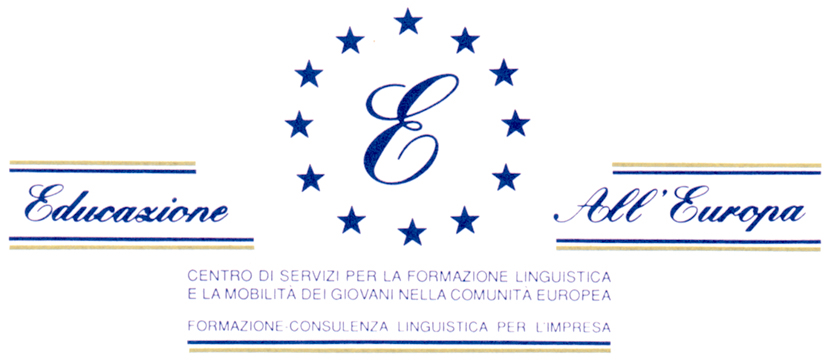 E
Educazione All'Europa
CENTRO DI SERVIZI PER LA FORMAZIONE LINGUISTICA
E LA MOBILITÀ DEI GIOVANI NELLA COMUNITÀ EUROPEA
FORMAZIONE-CONSULENZA LINGUISTICA PER L'IMPRESA